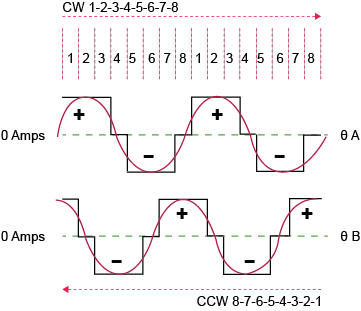 CW 1-2-3-4-5-6-7-8
1 2 3 4 5 6 7 8 1 2 3 4 5 6 7 8
+ +
0 Amps θ A
- -
+ +
0 Amps θ B
- -
CCW 8-7-6-5-4-3-2-1